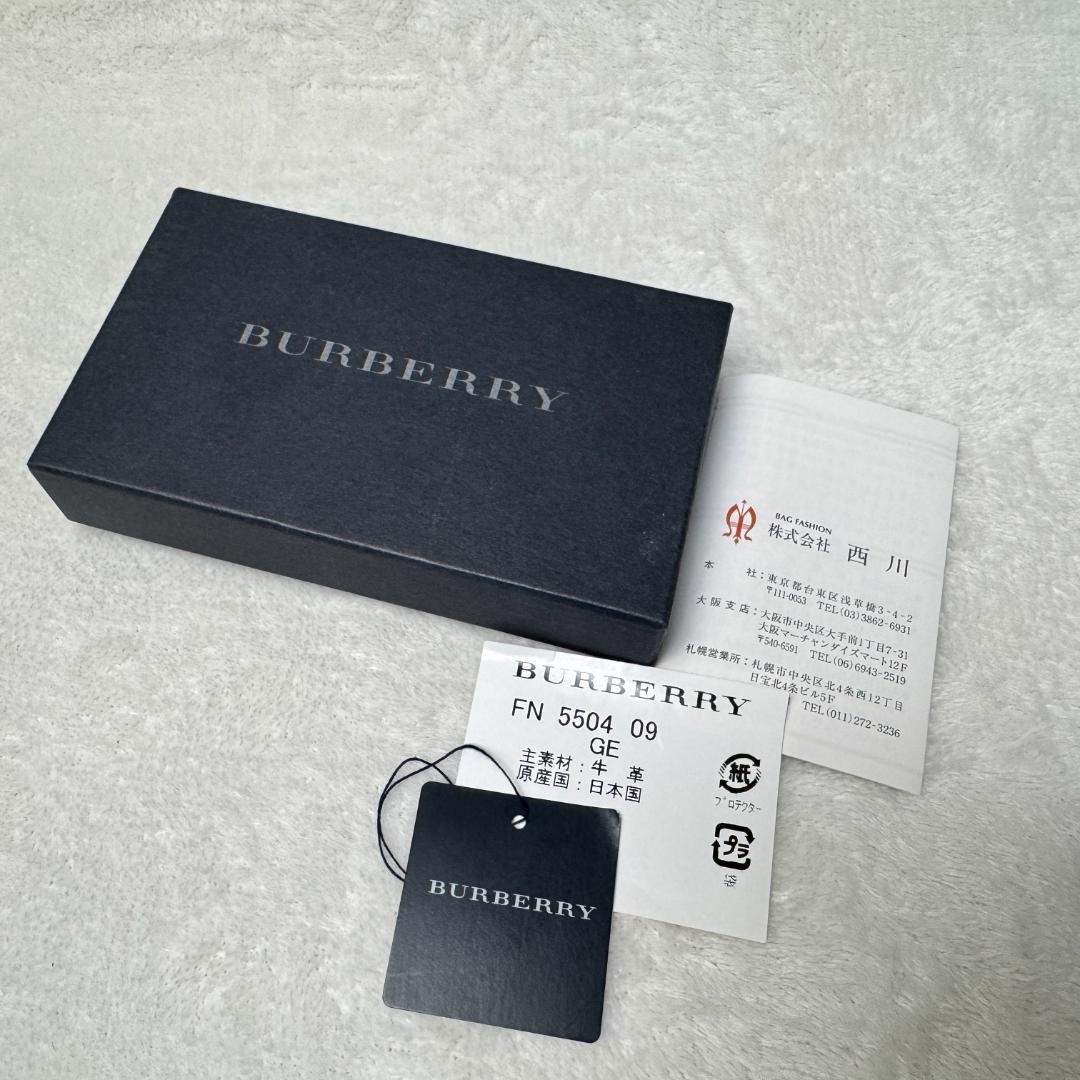 BURBERRY
BAG FASHION
株式会社 西川
本 社：東京都台東区浅草橋3-4-2
〒111-0053 TEL(03)3862-6931
大阪支店：大阪市中央区大手前1丁目7-31
大阪マーチャンダイズマート12F
〒540-6591 TEL(06)6943-2519
札幌営業所：札幌市中央区北4条西12丁目
日宝北4条ビル5F
TEL(011)272-3236
BURBERRY
FN 5504 09
GE
主素材：牛 革
原産国：日本国
紙
プロテクター
プラ
袋
BURBERRY